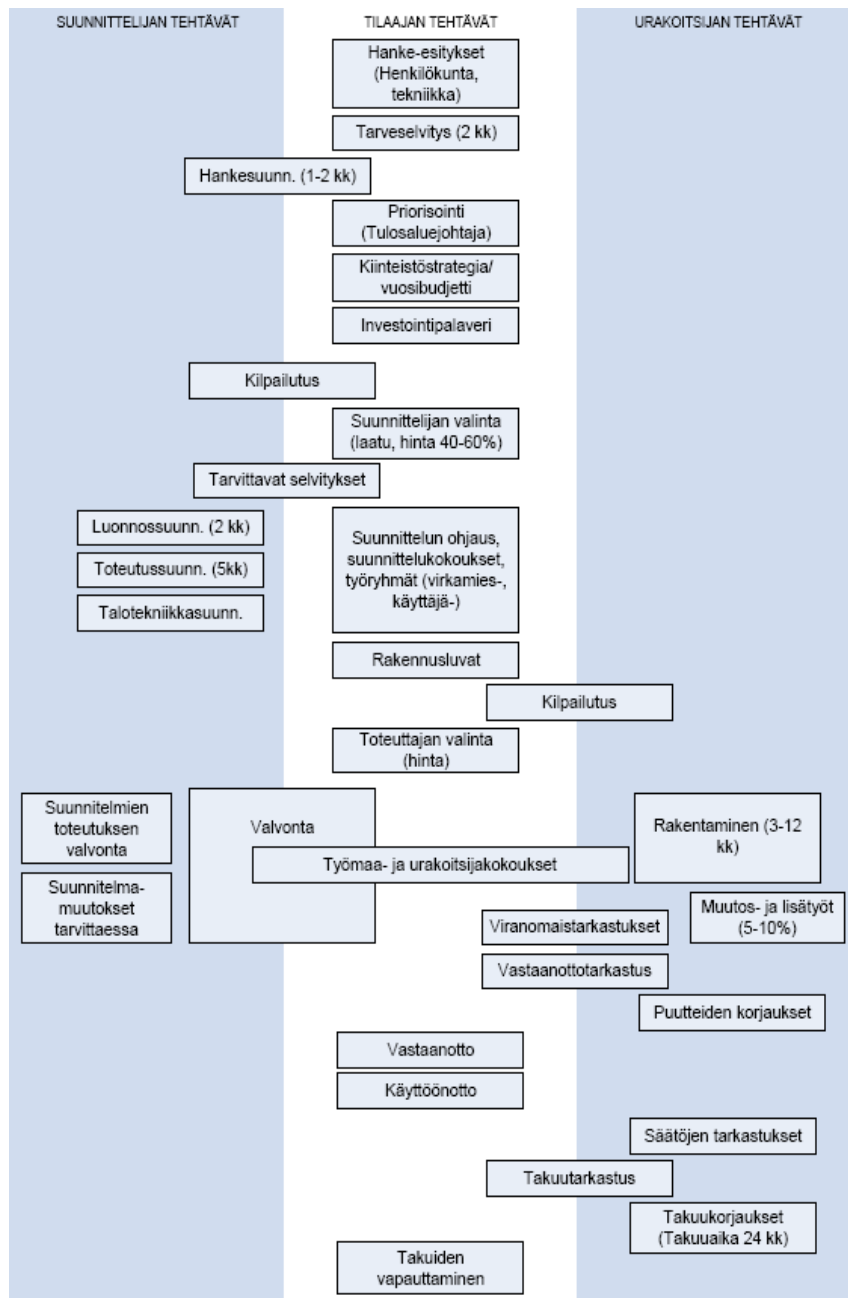 SUUNNITTELIJAN TEHTÄVÄT
TILAAJAN TEHTÄVÄT
URAKOITSIJAN TEHTÄVÄT
Hanke-esitykset
(Henkilökunta,
tekniikka)
Tarveselvitys (2 kk)
Hankesuunn. (1-2 kk)
Priorisointi
(Tulosaluejohtaja)
Kiinteistöstrategia/
vuosibudjetti
Investointipalaveri
Kilpailutus
Suunnittelijan valinta
(laatu, hinta 40-60%)
Tarvittavat selvitykset
Luonnossuunn. (2 kk)
Toteutussuunn. (5kk)
Talotekniikkasuunn.
Suunnittelun ohjaus,
suunnittelukokoukset,
työryhmät (virkamies-,
käyttäjä-)
Rakennusluvat
Kilpailutus
Toteuttajan valinta
(hinta)
Suunnitelmien
toteutuksen
valvonta
Valvonta
Rakentaminen (3-12
kk)
Työmaa- ja urakoitsijakokoukset
Suunnitelma-
muutokset
tarvittaessa
Muutos- ja lisätyöt
(5-10%)
Viranomaistarkastukset
Vastaanottotarkastus
Puutteiden korjaukset
Vastaanotto
Käyttöönotto
Säätöjen tarkastukset
Takuutarkastus
Takuukorjaukset
(Takuuaika 24 kk)
Takuiden
vapauttaminen